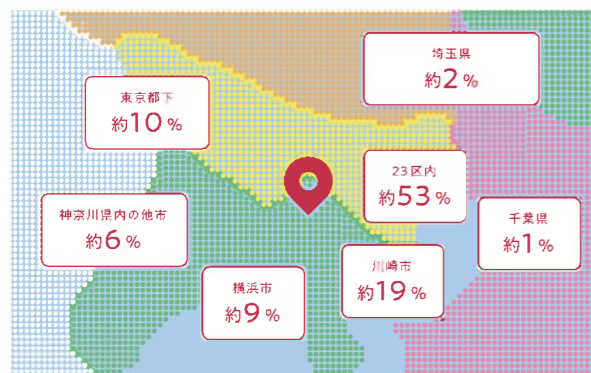 埼玉県
約2%
東京都下
約10%
23区内
約53%
神奈川県内の他市
約6%
千葉県
約1%
川崎市
約19%
横浜市
約9%